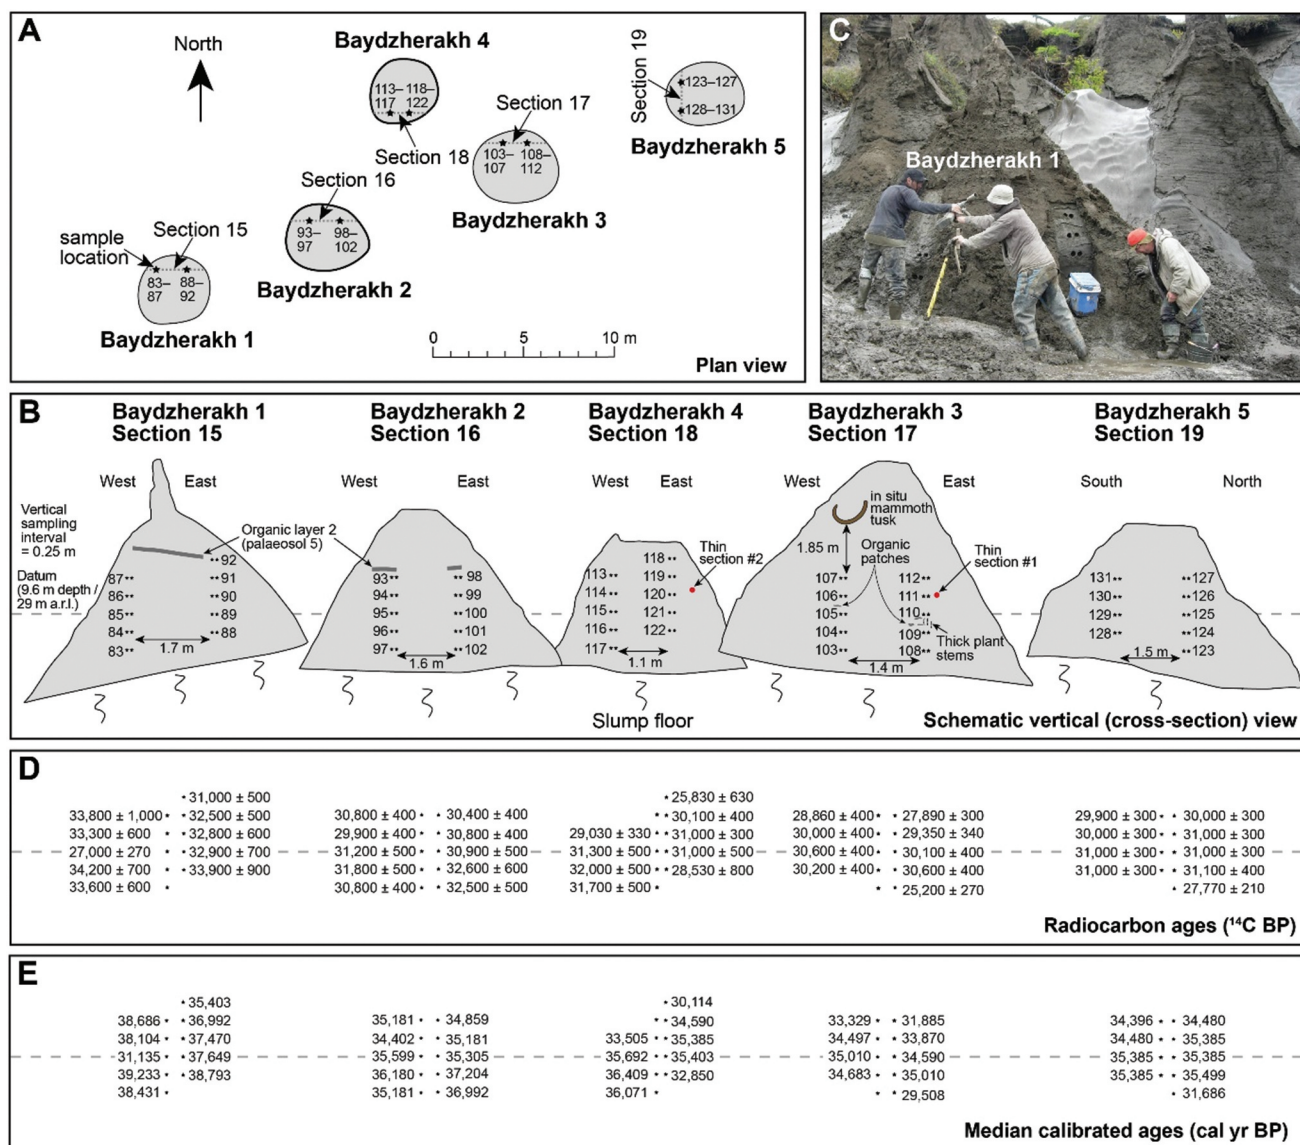 A
North
Baydzherakh 4
113– 118–
117 122
Section 18
Section 17
103– 108–
107 112
Baydzherakh 3
Section 19
123–127
128–131
Baydzherakh 5
Section 16
93– 98–
97 102
Baydzherakh 2
sample
location
Section 15
83– 88–
87 92
Baydzherakh 1
0 5 10 m
Plan view
C
Baydzherakh 1
B
Baydzherakh 1
Section 15
Baydzherakh 2
Section 16
Baydzherakh 4
Section 18
Baydzherakh 3
Section 17
Baydzherakh 5
Section 19
West East
West East
West East
West East
South North
Vertical
sampling
interval
= 0.25 m
Datum
(9.6 m depth /
29 m a.r.l.)
Organic layer 2
(palaeosol 5)
92
87 91
86 90
85 89
84 88
83
1.7 m
93 98
94 99
95 100
96 101
97 102
1.6 m
118
113 119
114 120
115 121
116 122
117
1.1 m
Thin
section #2
in situ
mammoth
tusk
1.85 m
Organic
patches
Thin
section #1
107 112
106 111
105 110
104 109
103 108
Thick plant
stems
1.4 m
131 127
130 126
129 125
128 124
123
1.5 m
Slump floor
Schematic vertical (cross-section) view
D
31,000 ± 500
33,800 ± 1,000 32,500 ± 500
33,300 ± 600 32,800 ± 600
27,000 ± 270 32,900 ± 700
34,200 ± 700 33,900 ± 900
33,600 ± 600
30,800 ± 400 30,400 ± 400
29,900 ± 400 30,800 ± 400
31,200 ± 500 30,900 ± 500
31,800 ± 500 32,600 ± 600
30,800 ± 400 32,500 ± 500
25,830 ± 630
30,100 ± 400
29,030 ± 330 31,000 ± 300
31,300 ± 500 31,000 ± 500
32,000 ± 500 28,530 ± 800
31,700 ± 500
28,860 ± 400 27,890 ± 300
30,000 ± 400 29,350 ± 340
30,600 ± 400 30,100 ± 400
30,200 ± 400 30,600 ± 400
25,200 ± 270
29,900 ± 300 30,000 ± 300
30,000 ± 300 31,000 ± 300
31,000 ± 300 31,000 ± 300
31,000 ± 300 31,100 ± 400
27,770 ± 210
Radiocarbon ages (¹⁴C BP)
E
35,403
38,686 36,992
38,104 37,470
31,135 37,649
39,233 38,793
38,431
35,181 34,859
34,402 35,181
35,599 35,305
36,180 37,204
35,181 36,992
30,114
34,590
33,505 35,385
35,692 35,403
36,409 32,850
36,071
33,329 31,885
34,497 33,870
35,010 34,590
34,683 35,010
29,508
34,396 34,480
34,480 35,385
35,385 35,385
35,385 35,499
31,686
Median calibrated ages (cal yr BP)